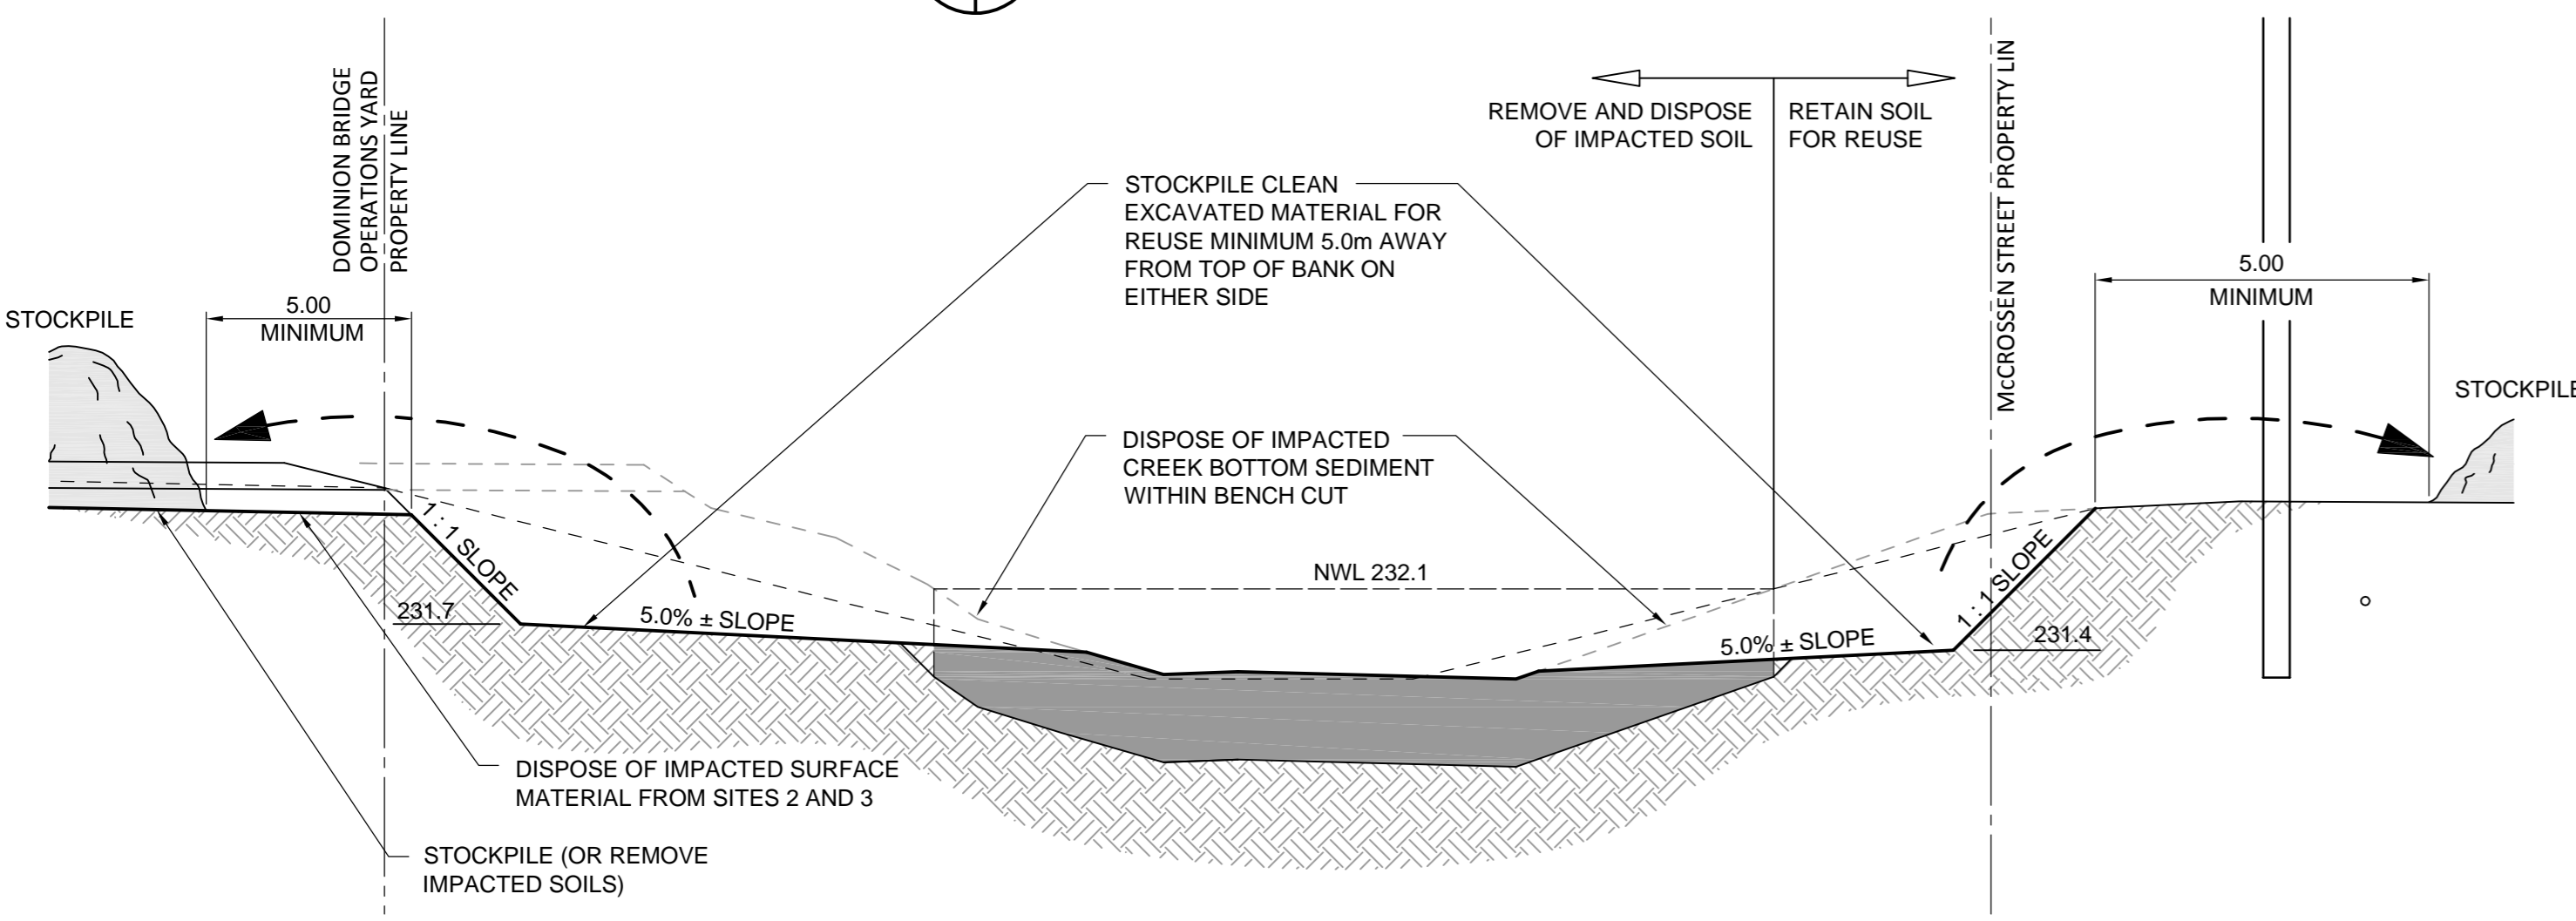 DOMINION BRIDGE
OPERATIONS YARD
PROPERTY LINE
McCROSSEN STREET PROPERTY LIN
REMOVE AND DISPOSE
OF IMPACTED SOIL
RETAIN SOIL
FOR REUSE
STOCKPILE CLEAN
EXCAVATED MATERIAL FOR
REUSE MINIMUM 5.0m AWAY
FROM TOP OF BANK ON
EITHER SIDE
5.00
MINIMUM
5.00
MINIMUM
STOCKPILE
STOCKPILE
DISPOSE OF IMPACTED
CREEK BOTTOM SEDIMENT
WITHIN BENCH CUT
NWL 232.1
1 : 1 SLOPE
231.7
5.0% ± SLOPE
5.0% ± SLOPE
1 : 1 SLOPE
231.4
DISPOSE OF IMPACTED SURFACE
MATERIAL FROM SITES 2 AND 3
STOCKPILE (OR REMOVE
IMPACTED SOILS)